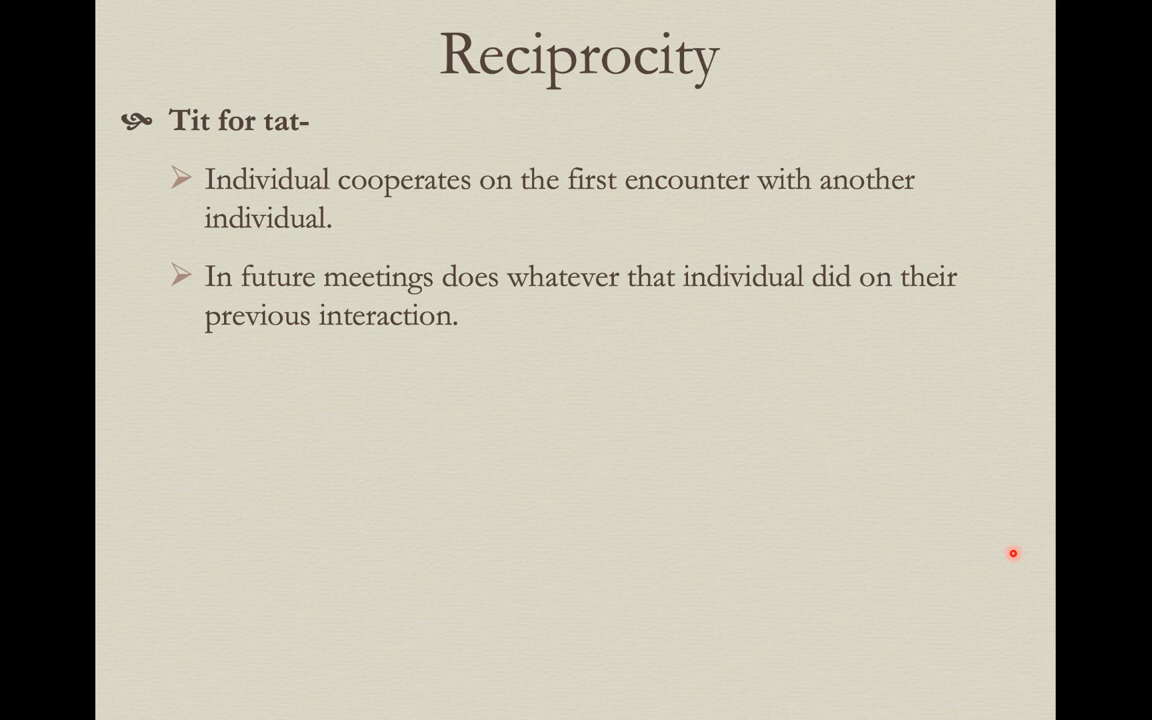 Reciprocity
Tit for tat-
Individual cooperates on the first encounter with another
individual.
In future meetings does whatever that individual did on their
previous interaction.